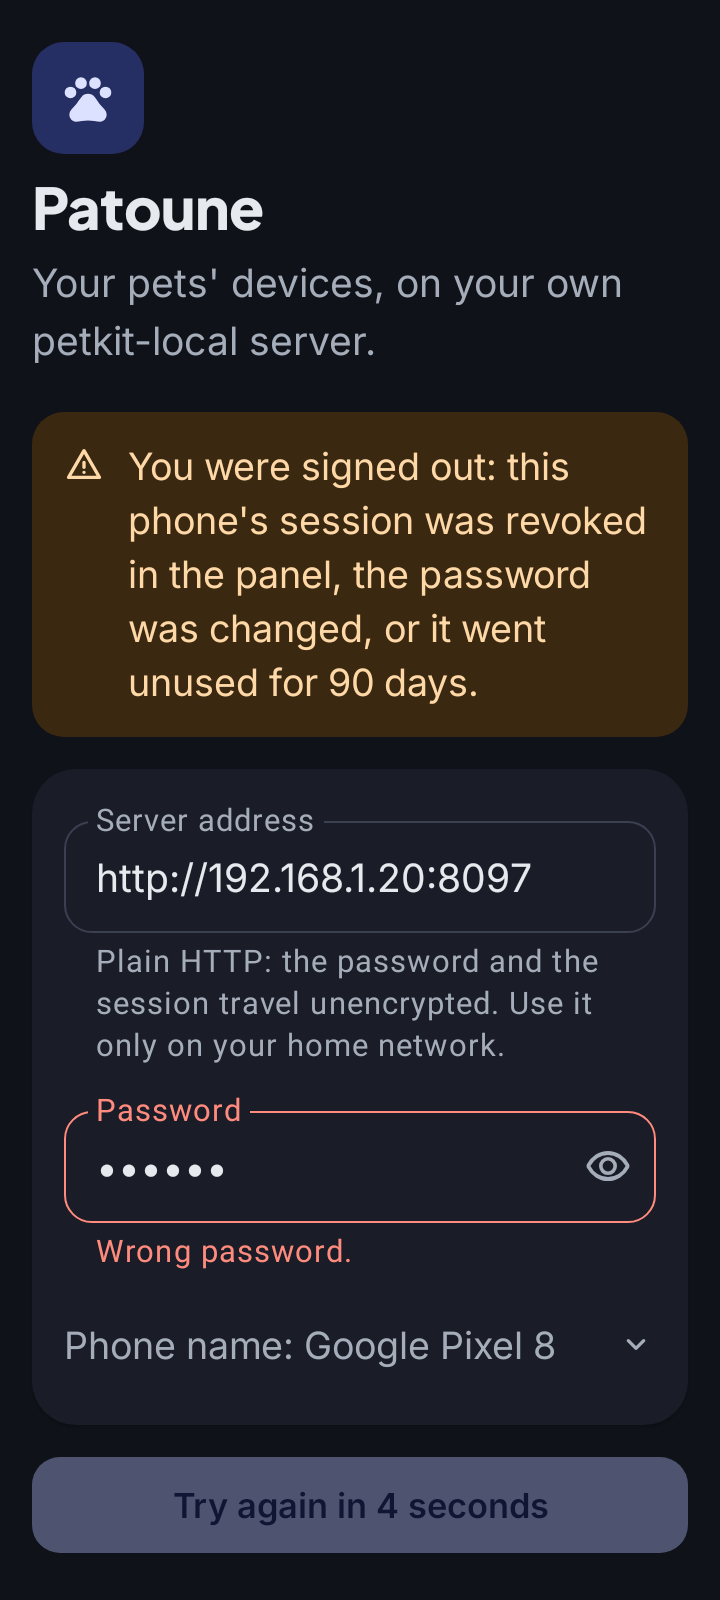 Patoune
Your pets' devices, on your own
petkit-local server.
You were signed out: this
phone's session was revoked
in the panel, the password
was changed, or it went
unused for 90 days.
Server address
http://192.168.1.20:8097
Plain HTTP: the password and the
session travel unencrypted. Use it
only on your home network.
Password
••••••
Wrong password.
Phone name: Google Pixel 8
Try again in 4 seconds